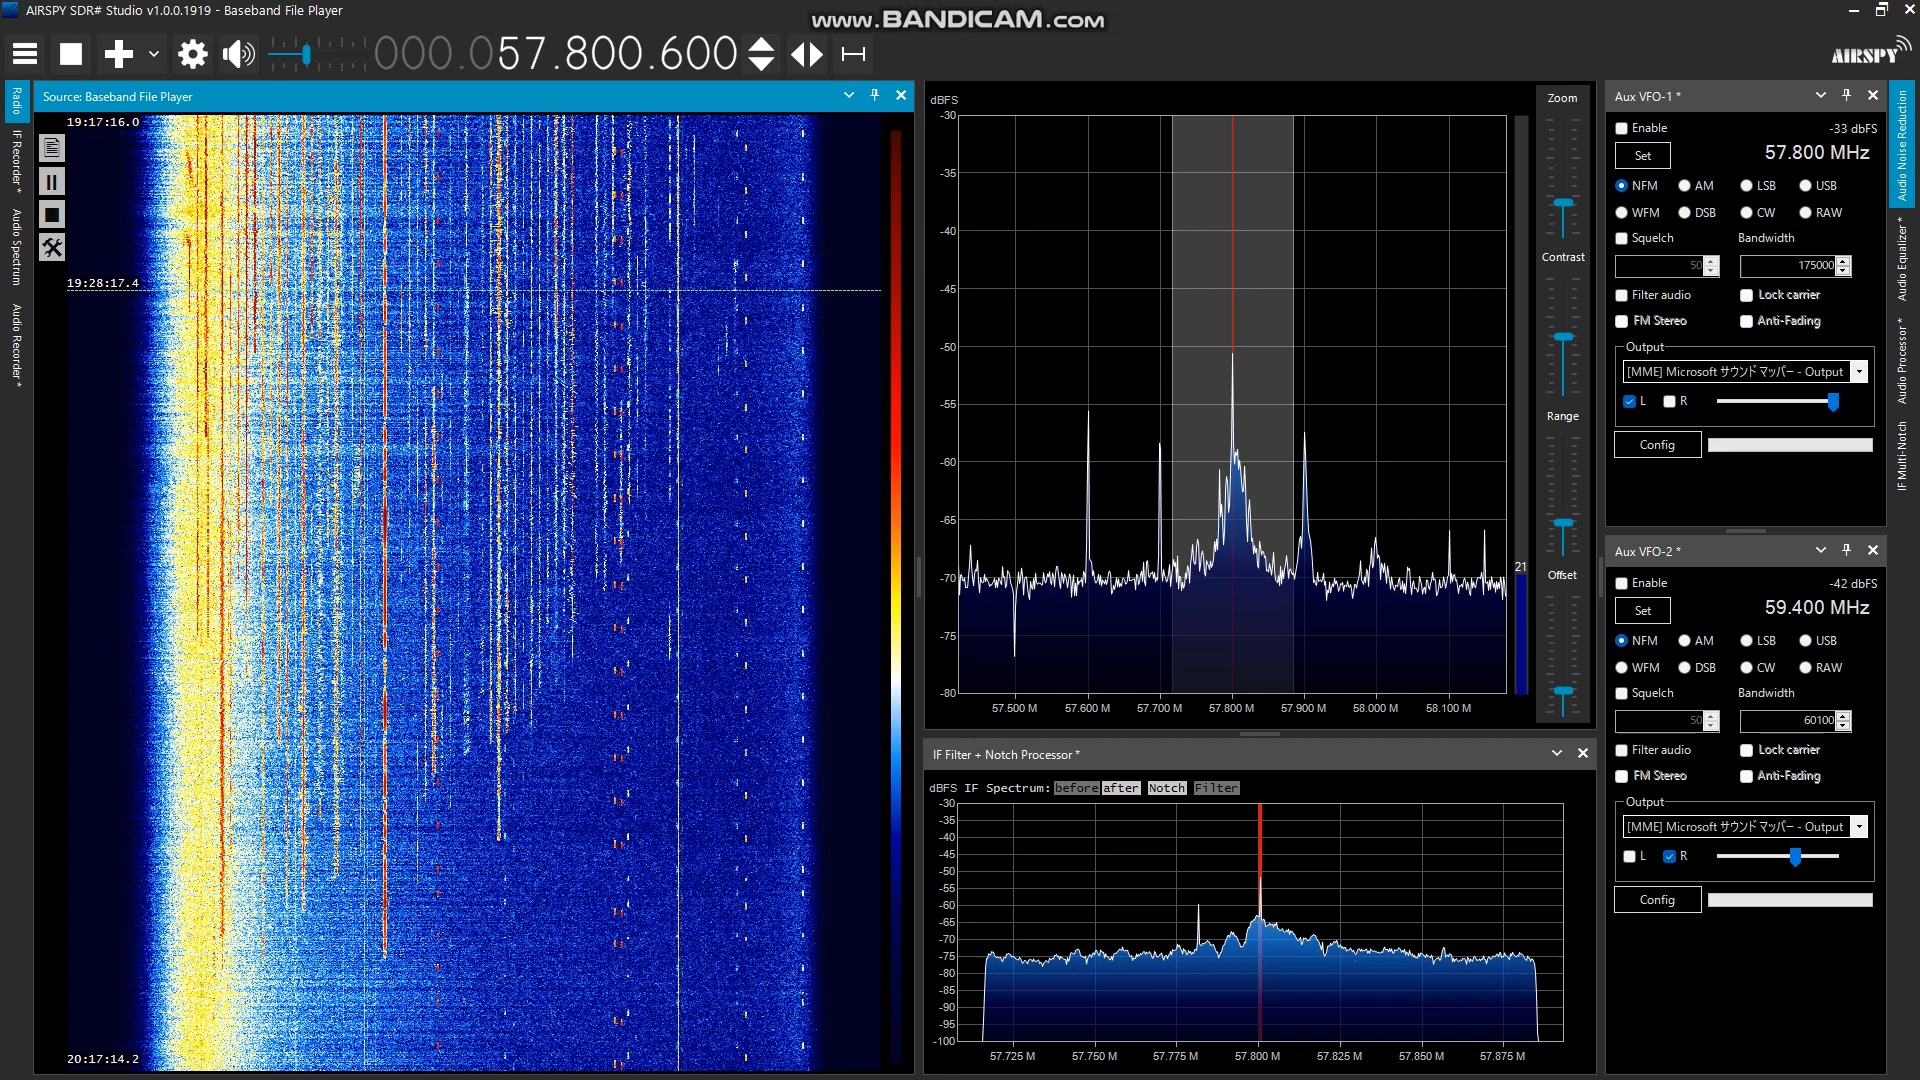 AIRSPY SDR# Studio v1.0.0.1919 - Baseband File Player
www.BANDICAM.com
000.057.800.600
AIRSPY
Radio
IF Recorder *
Audio Spectrum
Audio Recorder *
Source: Baseband File Player
19:17:16.0
19:28:17.4
20:17:14.2
dBFS
-30
-35
-40
-45
-50
-55
-60
-65
-70
-75
-80
57.500 M 57.600 M 57.700 M 57.800 M 57.900 M 58.000 M 58.100 M
21
Zoom
Contrast
Range
Offset
IF Filter + Notch Processor *
dBFS IF Spectrum: before after Notch Filter
-30
-35
-40
-45
-50
-55
-60
-65
-70
-75
-80
-85
-90
-95
-100
57.725 M 57.750 M 57.775 M 57.800 M 57.825 M 57.850 M 57.875 M
Aux VFO-1 *
Enable -33 dbFS
Set 57.800 MHz
NFM AM LSB USB
WFM DSB CW RAW
Squelch Bandwidth
50 175000
Filter audio Lock carrier
FM Stereo Anti-Fading
Output
[MME] Microsoft サウンド マッパー - Output
L R
Config
Aux VFO-2 *
Enable -42 dbFS
Set 59.400 MHz
NFM AM LSB USB
WFM DSB CW RAW
Squelch Bandwidth
50 60100
Filter audio Lock carrier
FM Stereo Anti-Fading
Output
[MME] Microsoft サウンド マッパー - Output
L R
Config
Audio Noise Reduction
Audio Equalizer *
Audio Processor *
IF Multi-Notch